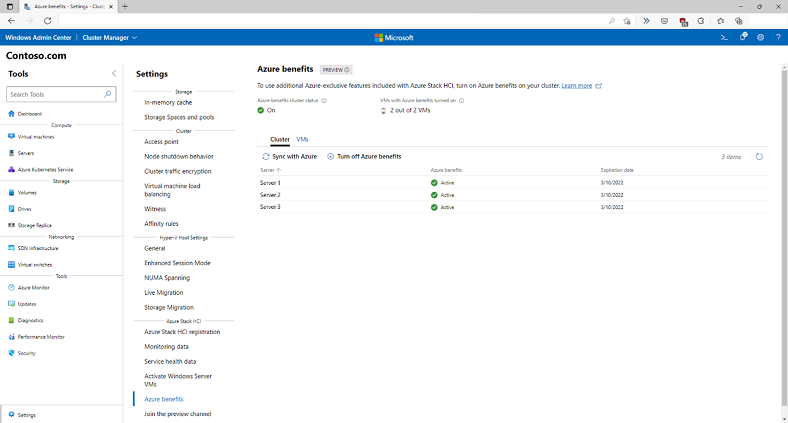 Azure benefits - Settings - Cluste
Windows Admin Center
Cluster Manager
Microsoft
Contoso.com
Tools
Search Tools
Dashboard
Compute
Virtual machines
Servers
Azure Kubernetes Service
Storage
Volumes
Drives
Storage Replica
Networking
SDN Infrastructure
Virtual switches
Tools
Azure Monitor
Updates
Diagnostics
Performance Monitor
Security
Settings
Settings
Storage
In-memory cache
Storage Spaces and pools
Cluster
Access point
Node shutdown behavior
Cluster traffic encryption
Virtual machine load
balancing
Witness
Affinity rules
Hyper-V Host Settings
General
Enhanced Session Mode
NUMA Spanning
Live Migration
Storage Migration
Azure Stack HCI
Azure Stack HCI registration
Monitoring data
Service health data
Activate Windows Server
VMs
Azure benefits
Join the preview channel
Azure benefits PREVIEW
To use additional Azure-exclusive features included with Azure Stack HCI, turn on Azure benefits on your cluster. Learn more
Azure benefits cluster status VMs with Azure benefits turned on
On 2 out of 2 VMs
Cluster VMs
Sync with Azure Turn off Azure benefits 3 items
Server Azure benefits Expiration date
Server 1 Active 3/10/2022
Server 2 Active 3/10/2022
Server 3 Active 3/10/2022